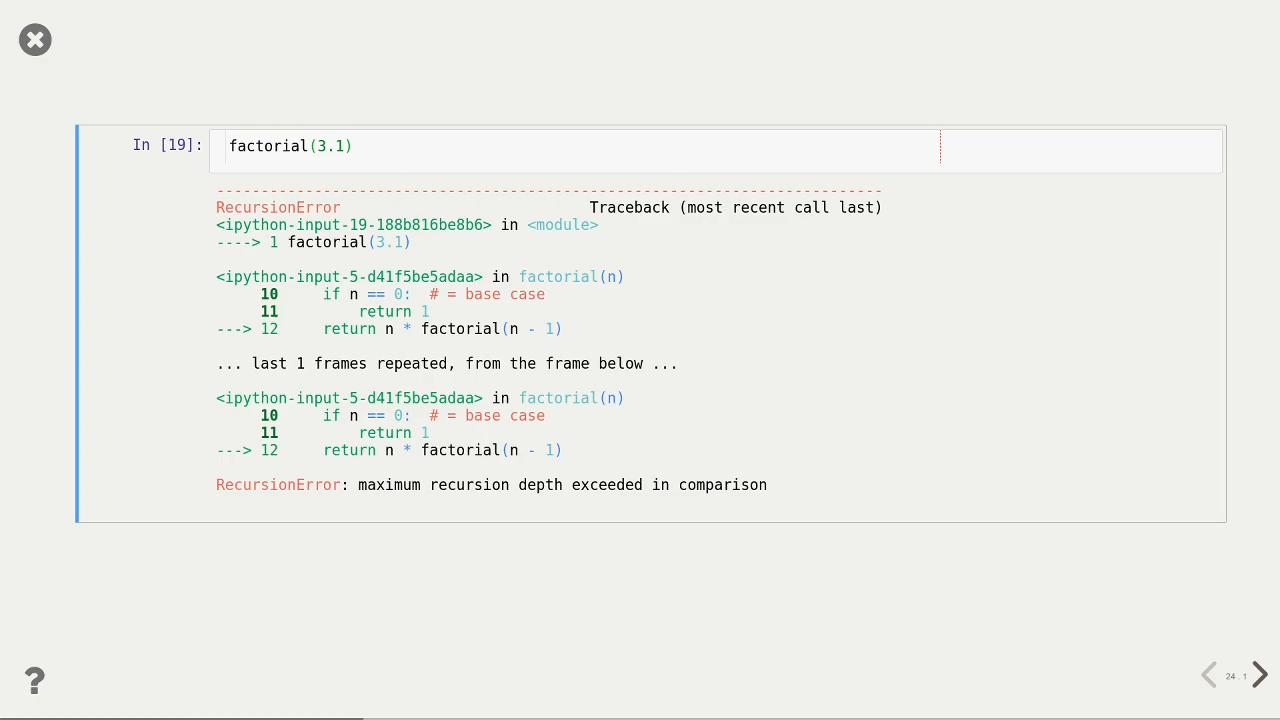 In [19]: factorial(3.1)
---------------------------------------------------------------------------
RecursionError                            Traceback (most recent call last)
<ipython-input-19-188b816be8b6> in <module>
----> 1 factorial(3.1)
<ipython-input-5-d41f5be5adaa> in factorial(n)
     10     if n == 0:  # = base case
     11         return 1
---> 12     return n * factorial(n - 1)
... last 1 frames repeated, from the frame below ...
<ipython-input-5-d41f5be5adaa> in factorial(n)
     10     if n == 0:  # = base case
     11         return 1
---> 12     return n * factorial(n - 1)
RecursionError: maximum recursion depth exceeded in comparison
?
24 . 1